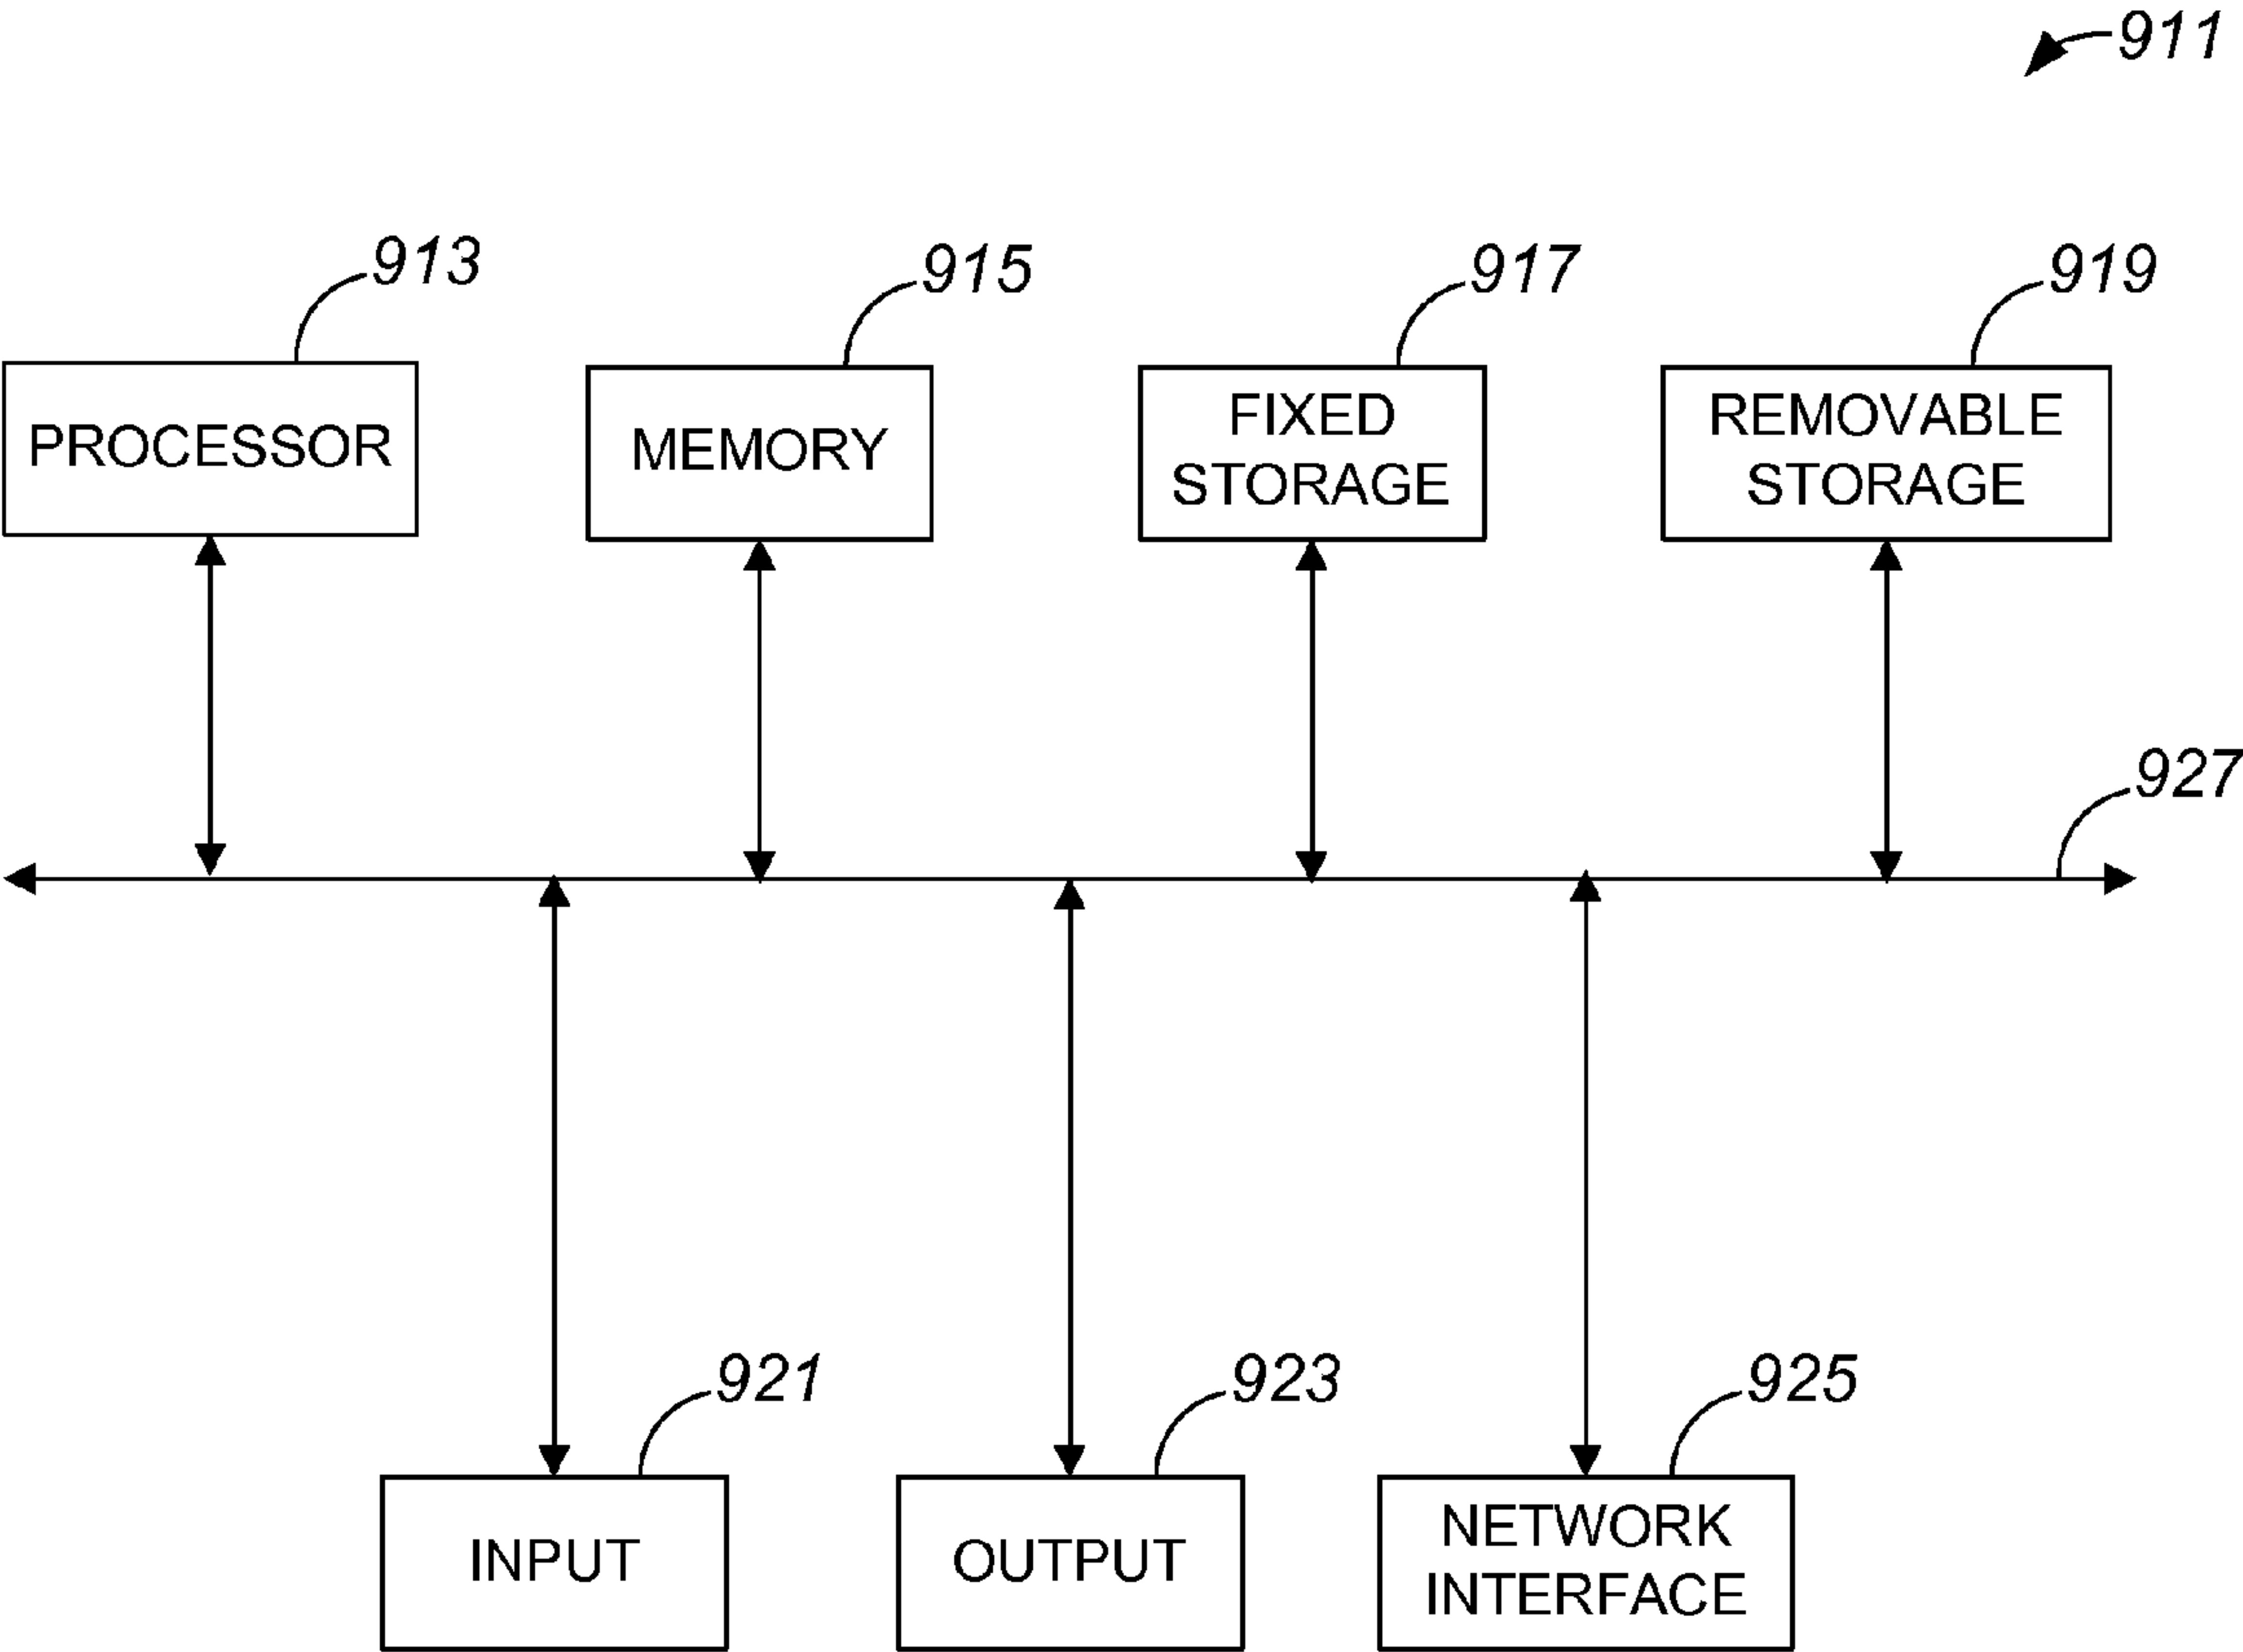 911
913
915
917
919
PROCESSOR
MEMORY
FIXED
STORAGE
REMOVABLE
STORAGE
927
921
923
925
INPUT
OUTPUT
NETWORK
INTERFACE